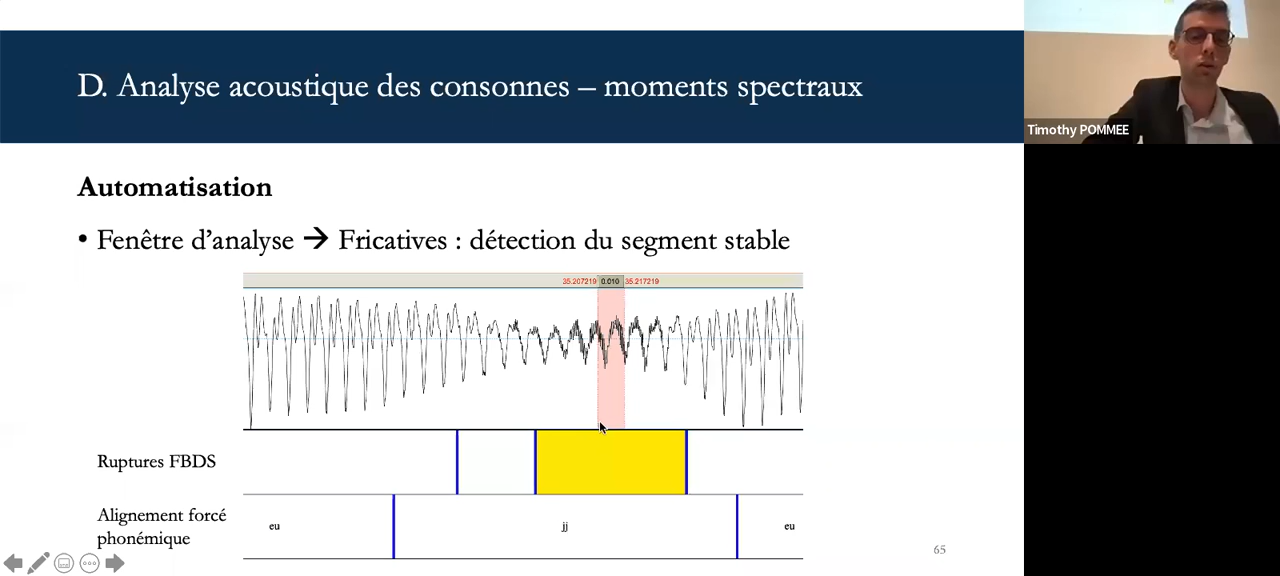 D. Analyse acoustique des consonnes – moments spectraux
Timothy POMMEE
Automatisation
• Fenêtre d'analyse → Fricatives : détection du segment stable
35.207219 0.010 35.217219
Ruptures FBDS
Alignement forcé
phonémique
eu jj eu
65